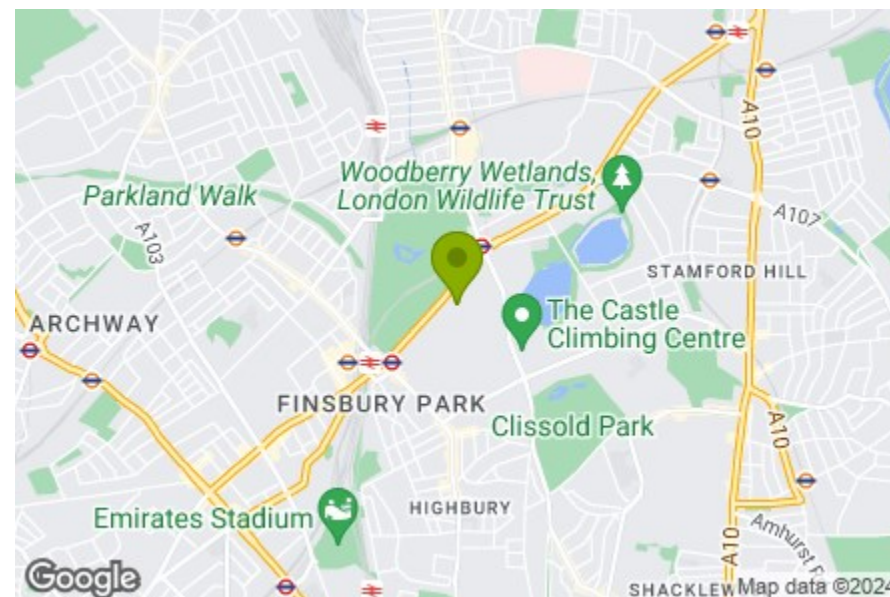 A10
Woodberry Wetlands,
London Wildlife Trust
Parkland Walk
A103
A107
STAMFORD HILL
ARCHWAY
The Castle
Climbing Centre
FINSBURY PARK
Clissold Park
A10
HIGHBURY
Emirates Stadium
A10
Amhurst
Google
SHACKLEW
Map data ©2024